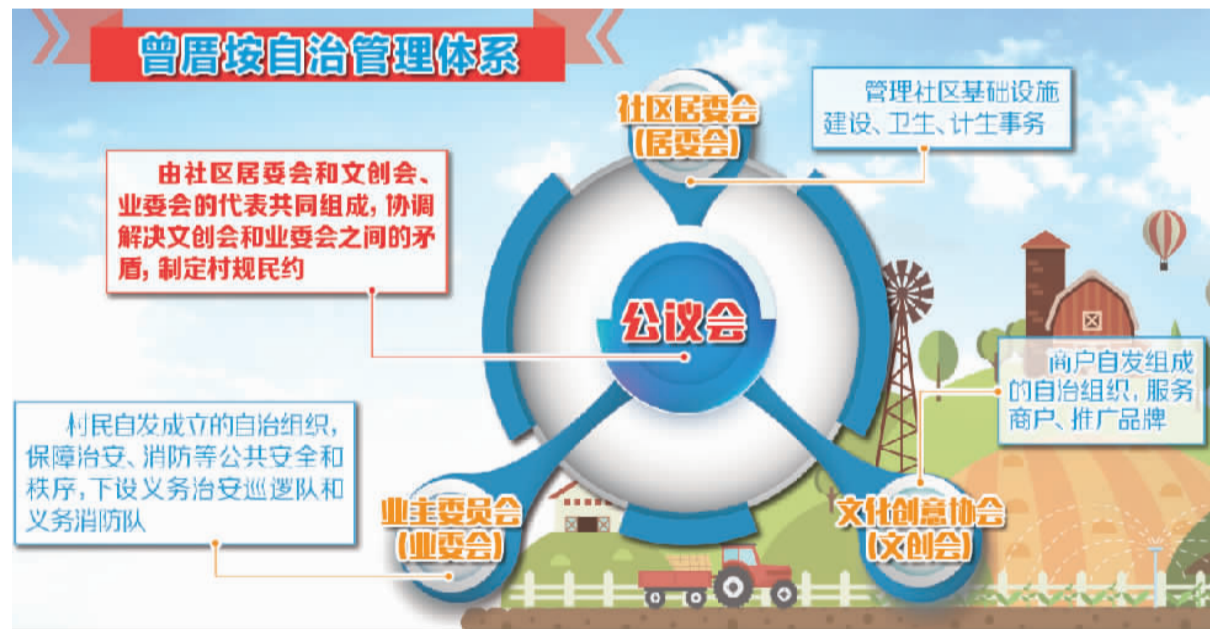 曾厝垵自治管理体系
社区居委会
(居委会)
管理社区基础设施
建设、卫生、计生事务
由社区居委会和文创会、
业委会的代表共同组成，协调
解决文创会和业委会之间的矛
盾，制定村规民约
公议会
商户自发组成
的自治组织，服务
商户、推广品牌
村民自发成立的自治组织，
保障治安、消防等公共安全和
秩序，下设义务治安巡逻队和
义务消防队
业主委员会
(业委会)
文化创意协会
(文创会)